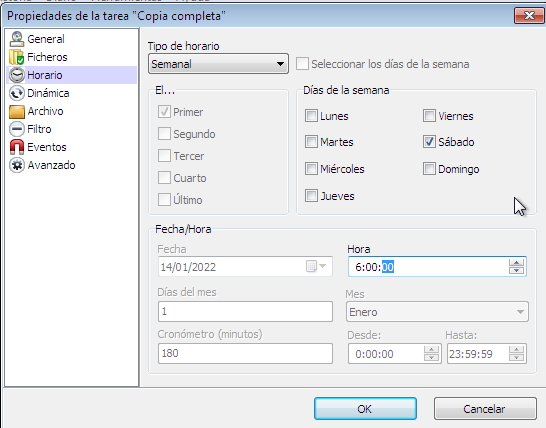 Propiedades de la tarea "Copia completa"
General
Ficheros
Horario
Dinámica
Archivo
Filtro
Eventos
Avanzado
Tipo de horario
Semanal
Seleccionar los días de la semana
El...
Primer
Segundo
Tercer
Cuarto
Último
Días de la semana
Lunes
Viernes
Martes
Sábado
Miércoles
Domingo
Jueves
Fecha/Hora
Fecha
Hora
14/01/2022
6:00:00
Días del mes
Mes
1
Enero
Cronómetro (minutos)
Desde:
Hasta:
180
0:00:00
23:59:59
OK
Cancelar